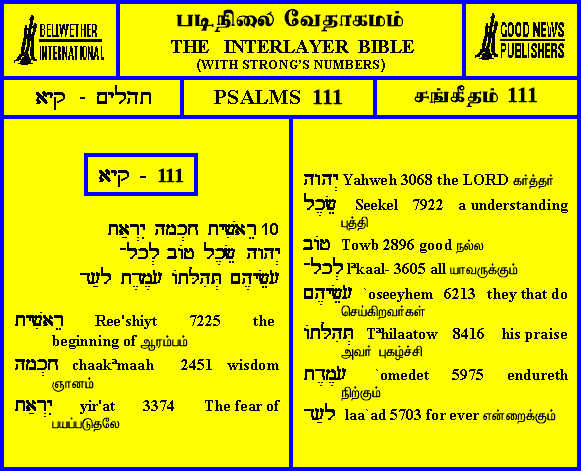 BELLWETHER
INTERNATIONAL
படிநிலை வேதாகமம்
THE INTERLAYER BIBLE
(WITH STRONG'S NUMBERS)
GOOD NEWS
PUBLISHERS
תהלים - קיא
PSALMS 111
சங்கீதம் 111
111 - קיא
10 רֵאשִׁית חׇכְמָה יִרְאַת
יְהוָה שֵׂכֶל טוֹב לְכׇל־
עֹשֵׂיהֶם תְּהִלָּתוֹ עֹמֶדֶת לָעַד
רֵאשִׁית Ree'shiyt 7225 the
beginning of ஆரம்பம்
חׇכְמָה chaakªmaah 2451 wisdom
ஞானம்
יִרְאַת yir'at 3374 The fear of
பயப்படுதலே
יְהוָה Yahweh 3068 the LORD கர்த்தர்
שֵׂכֶל Seekel 7922 a understanding
புத்தி
טוֹב Towb 2896 good நல்ல
לְכׇל־ lªkaal- 3605 all யாவருக்கும்
עֹשֵׂיהֶם `oseeyhem 6213 they that do
செய்கிறவர்கள்
תְּהִלָּתוֹ Tªhilaatow 8416 his praise
அவர் புகழ்ச்சி
עֹמֶדֶת `omedet 5975 endureth
நிற்கும்
לָעַד laa`ad 5703 for ever என்றைக்கும்